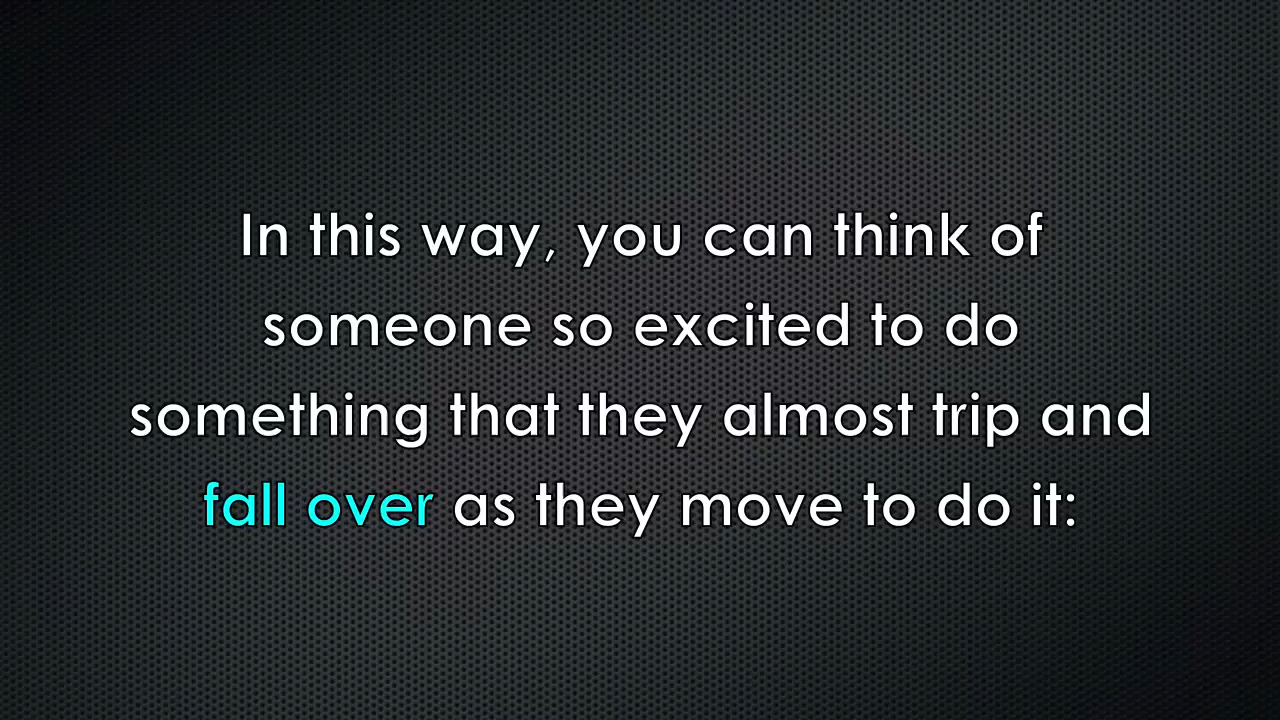 In this way, you can think of
someone so excited to do
something that they almost trip and
fall over as they move to do it: